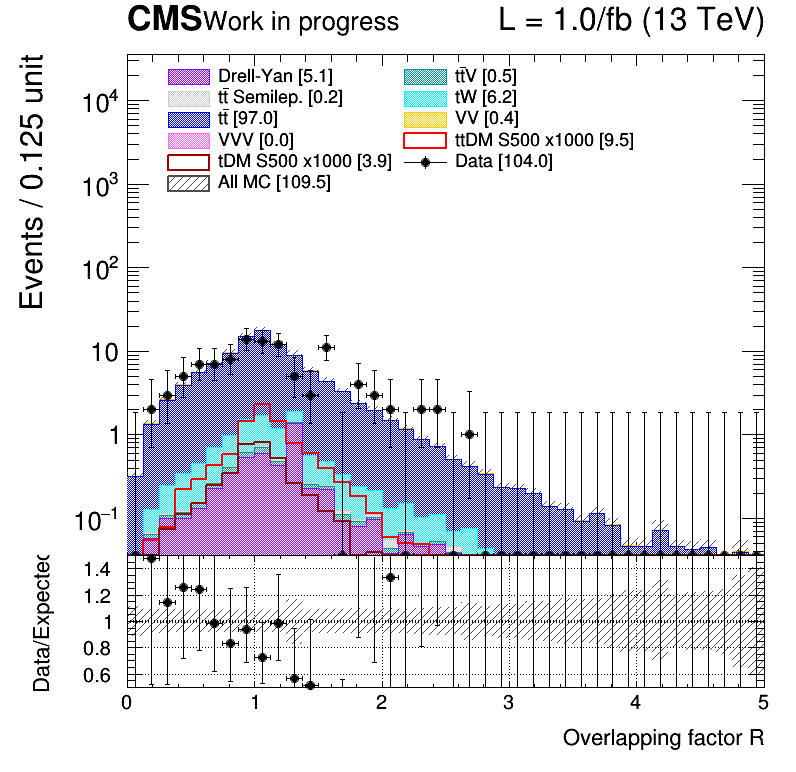 CMS Work in progress L = 1.0/fb (13 TeV)
Drell-Yan [5.1] tt̄V [0.5]
tt̄ Semilep. [0.2] tW [6.2]
tt̄ [97.0] VV [0.4]
VVV [0.0] ttDM S500 x1000 [9.5]
tDM S500 x1000 [3.9] Data [104.0]
All MC [109.5]
Events / 0.125 unit
10⁴
10³
10²
10
1
10⁻¹
Data/Expected
1.4
1.2
1
0.8
0.6
0 1 2 3 4 5
Overlapping factor R